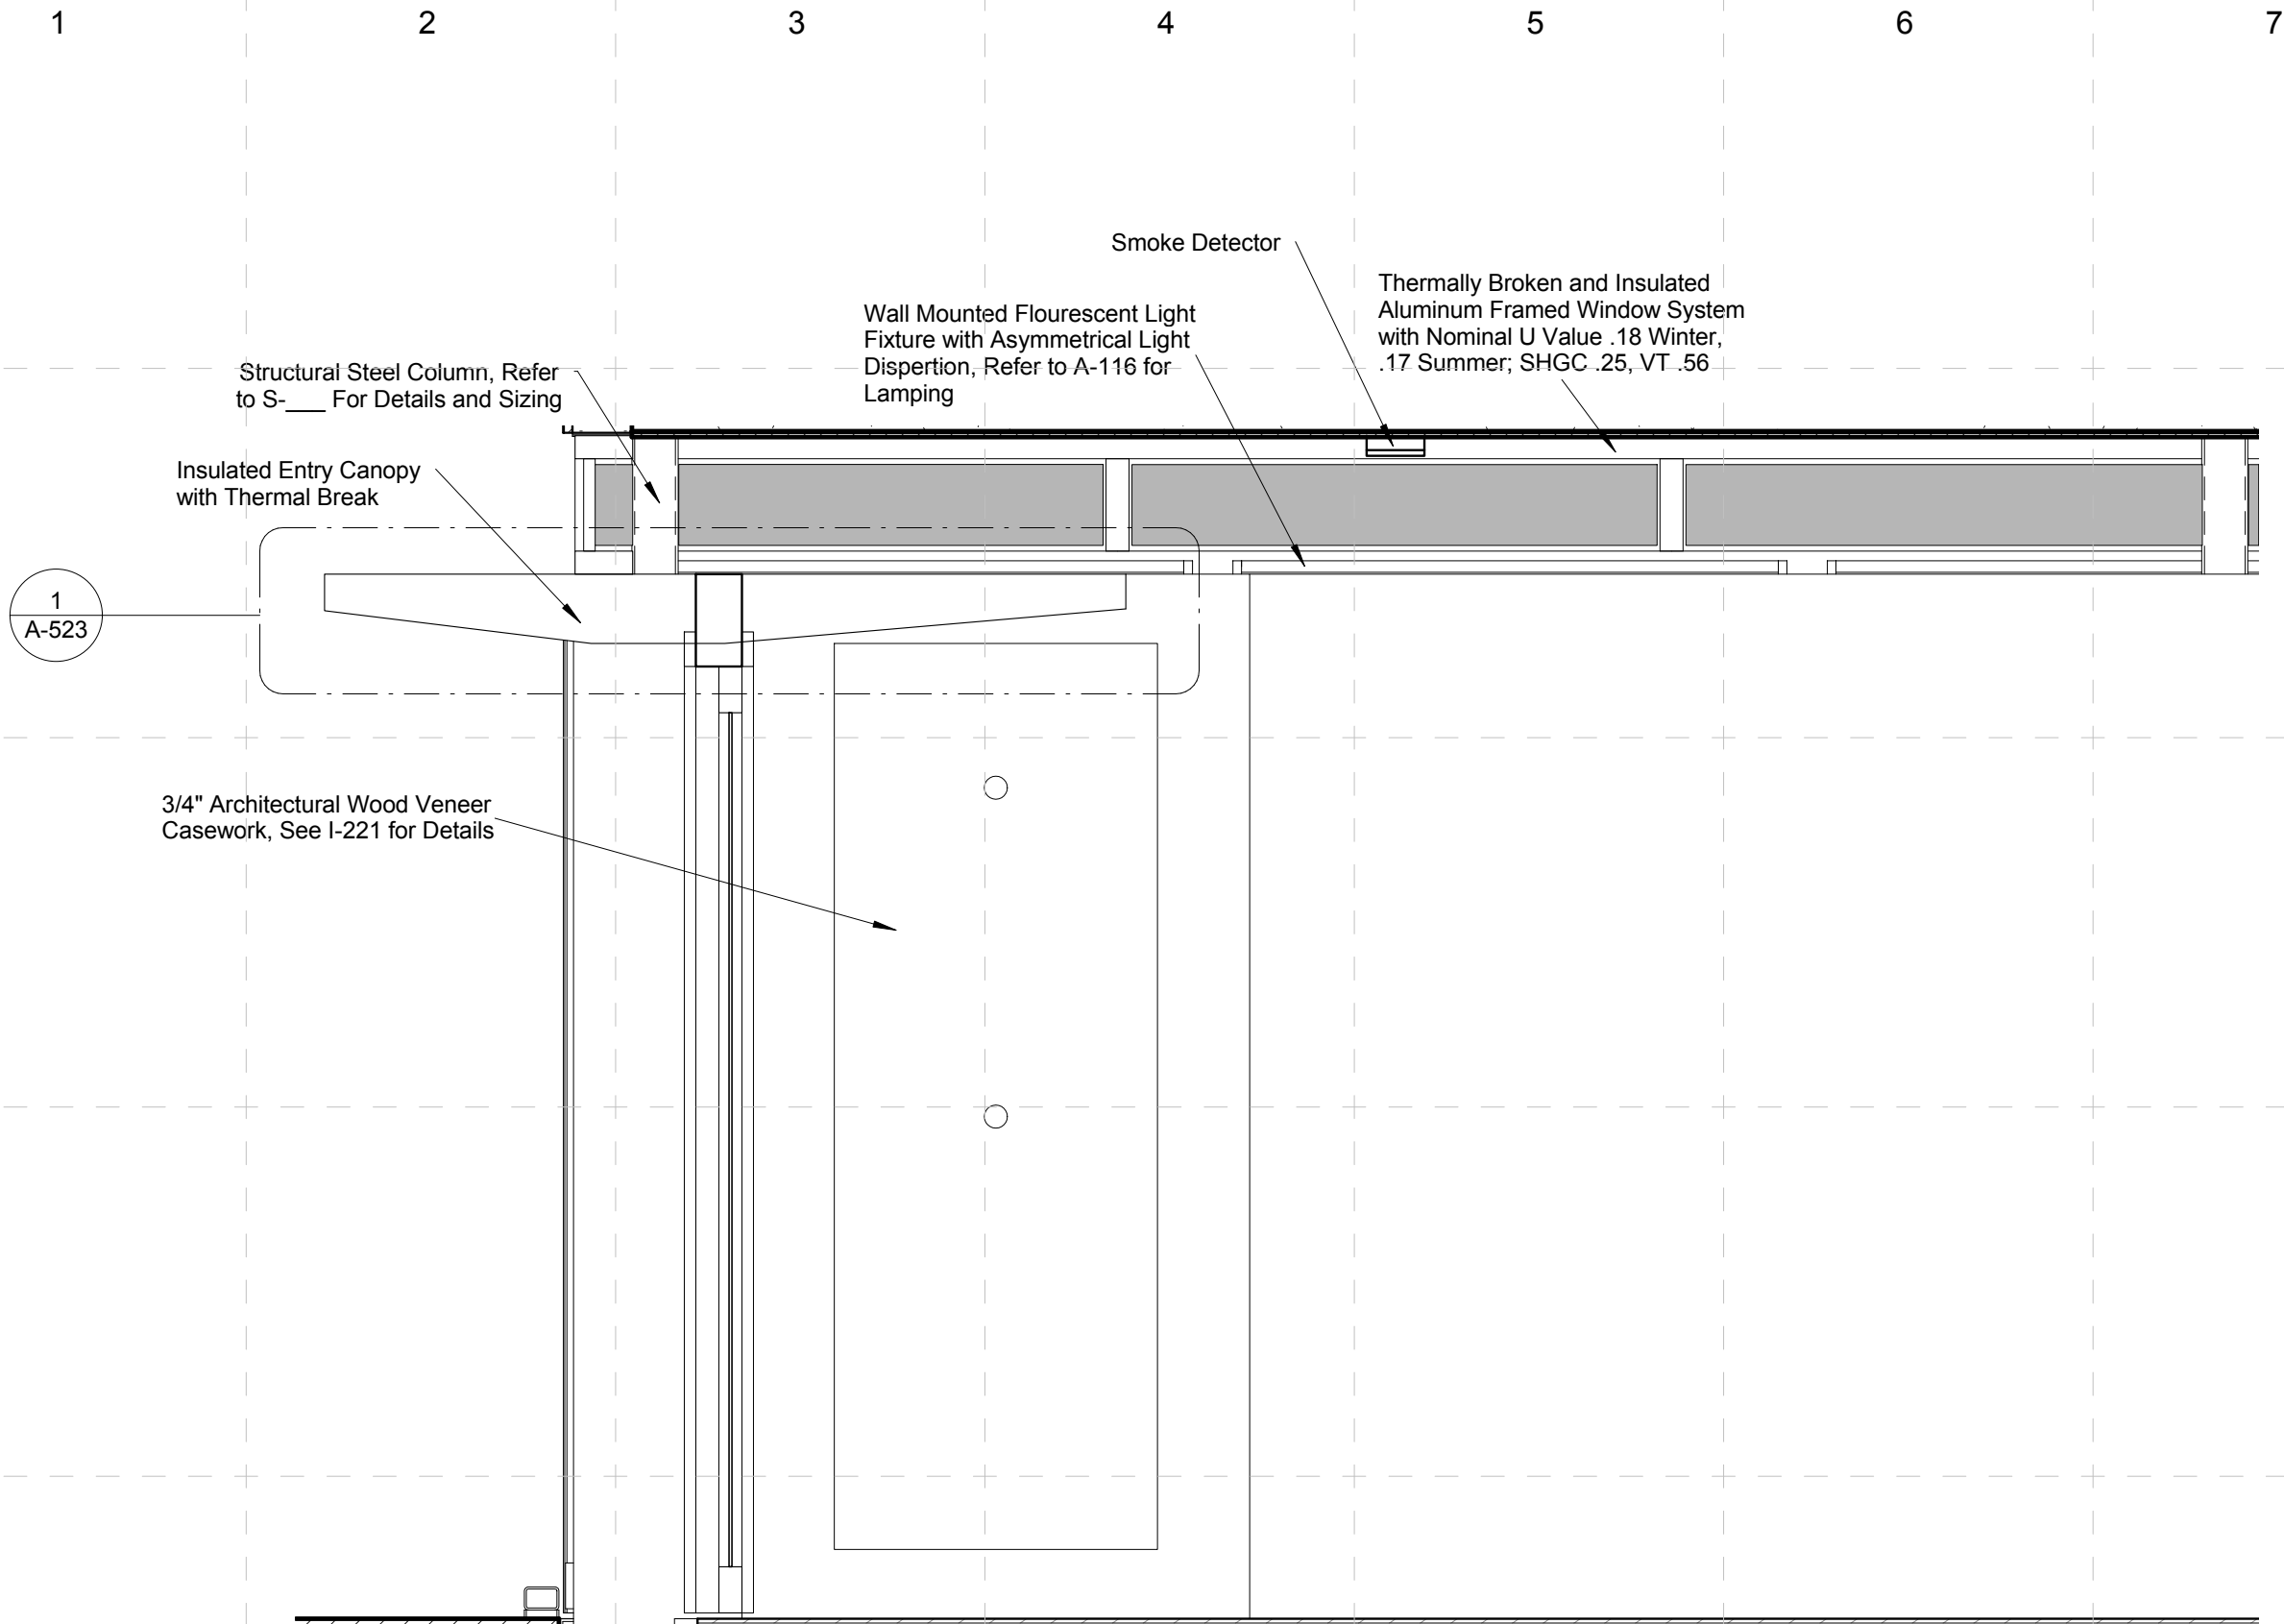 1 2 3 4 5 6 7
Smoke Detector
Thermally Broken and Insulated
Aluminum Framed Window System
with Nominal U Value .18 Winter,
.17 Summer; SHGC .25, VT .56
Wall Mounted Flourescent Light
Fixture with Asymmetrical Light
Dispertion, Refer to A-116 for
Lamping
Structural Steel Column, Refer
to S-___ For Details and Sizing
Insulated Entry Canopy
with Thermal Break
1
A-523
3/4" Architectural Wood Veneer
Casework, See I-221 for Details